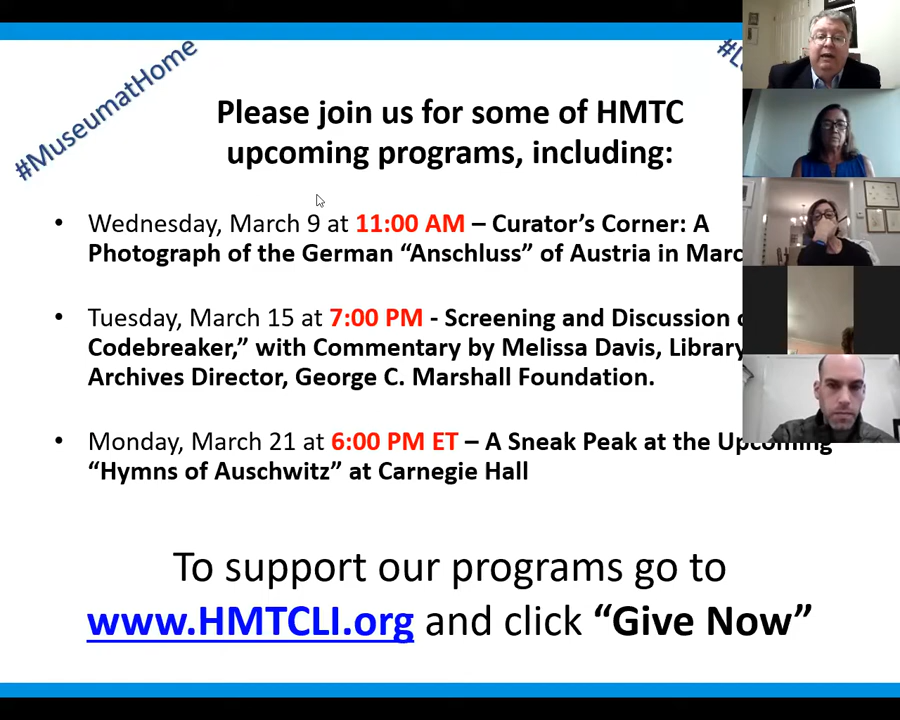 #MuseumatHome
Please join us for some of HMTC
upcoming programs, including:
• Wednesday, March 9 at 11:00 AM – Curator’s Corner: A
Photograph of the German “Anschluss” of Austria in
• Tuesday, March 15 at 7:00 PM - Screening and Discussion
Codebreaker,” with Commentary by Melissa Davis, Library
Archives Director, George C. Marshall Foundation.
• Monday, March 21 at 6:00 PM ET – A Sneak Peak at the Upcoming
“Hymns of Auschwitz” at Carnegie Hall
To support our programs go to
www.HMTCLI.org and click “Give Now”